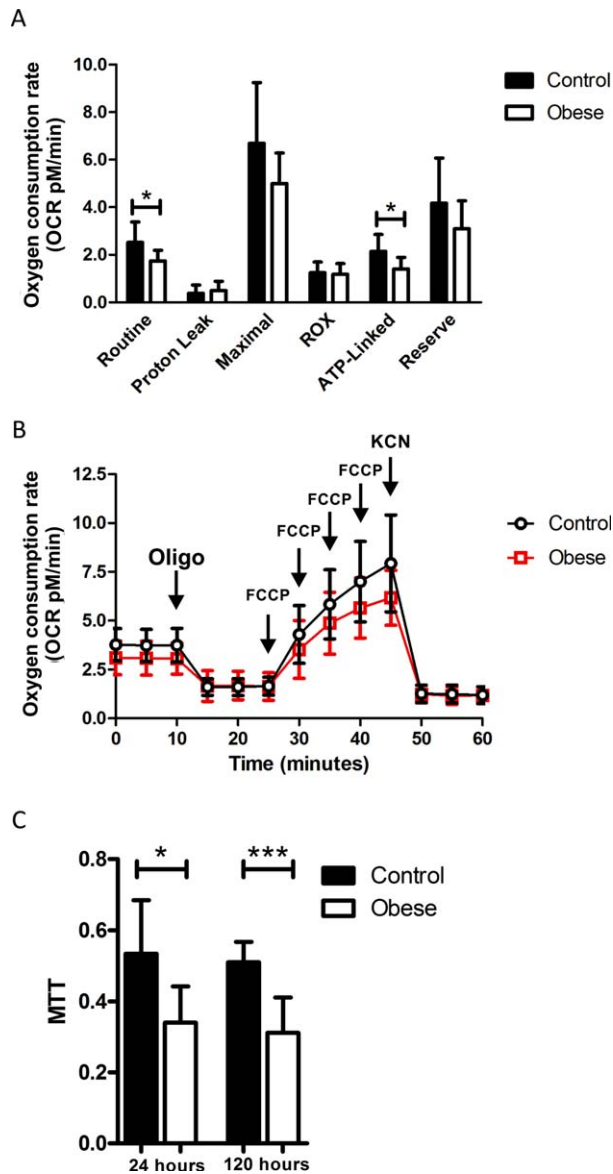 A
Oxygen consumption rate
(OCR pM/min)
10.0
8.0
6.0
4.0
2.0
0.0
*
*
Control
Obese
Routine
Proton Leak
Maximal
ROX
ATP-Linked
Reserve
B
Oxygen consumption rate
(OCR pM/min)
12.5
10.0
7.5
5.0
2.5
0.0
Oligo
FCCP
FCCP
FCCP
FCCP
KCN
Control
Obese
0
10
20
30
40
50
60
Time (minutes)
C
MTT
0.8
0.6
0.4
0.2
0.0
*
***
Control
Obese
24 hours
120 hours